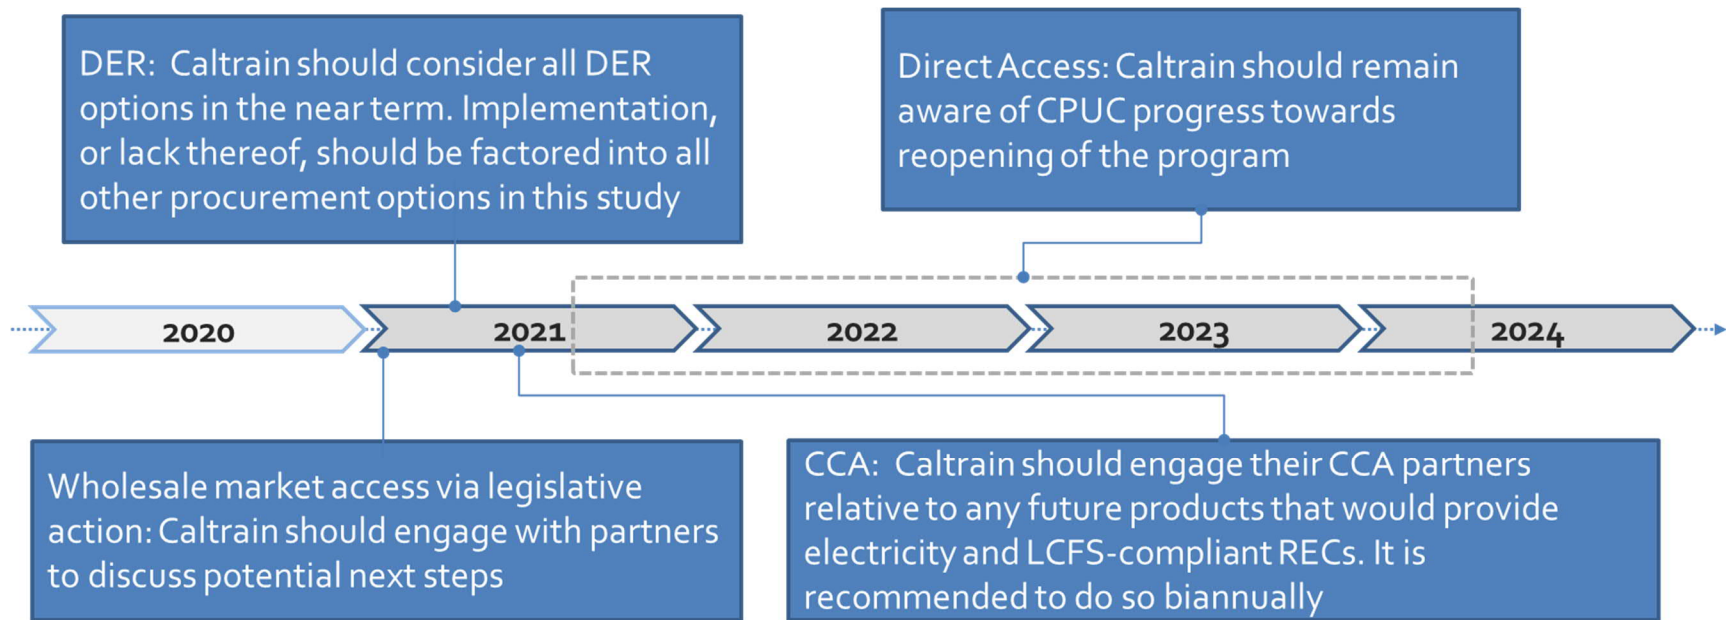 DER: Caltrain should consider all DER
options in the near term. Implementation,
or lack thereof, should be factored into all
other procurement options in this study
Direct Access: Caltrain should remain
aware of CPUC progress towards
reopening of the program
2020
2021
2022
2023
2024
Wholesale market access via legislative
action: Caltrain should engage with partners
to discuss potential next steps
CCA: Caltrain should engage their CCA partners
relative to any future products that would provide
electricity and LCFS-compliant RECs. It is
recommended to do so biannually